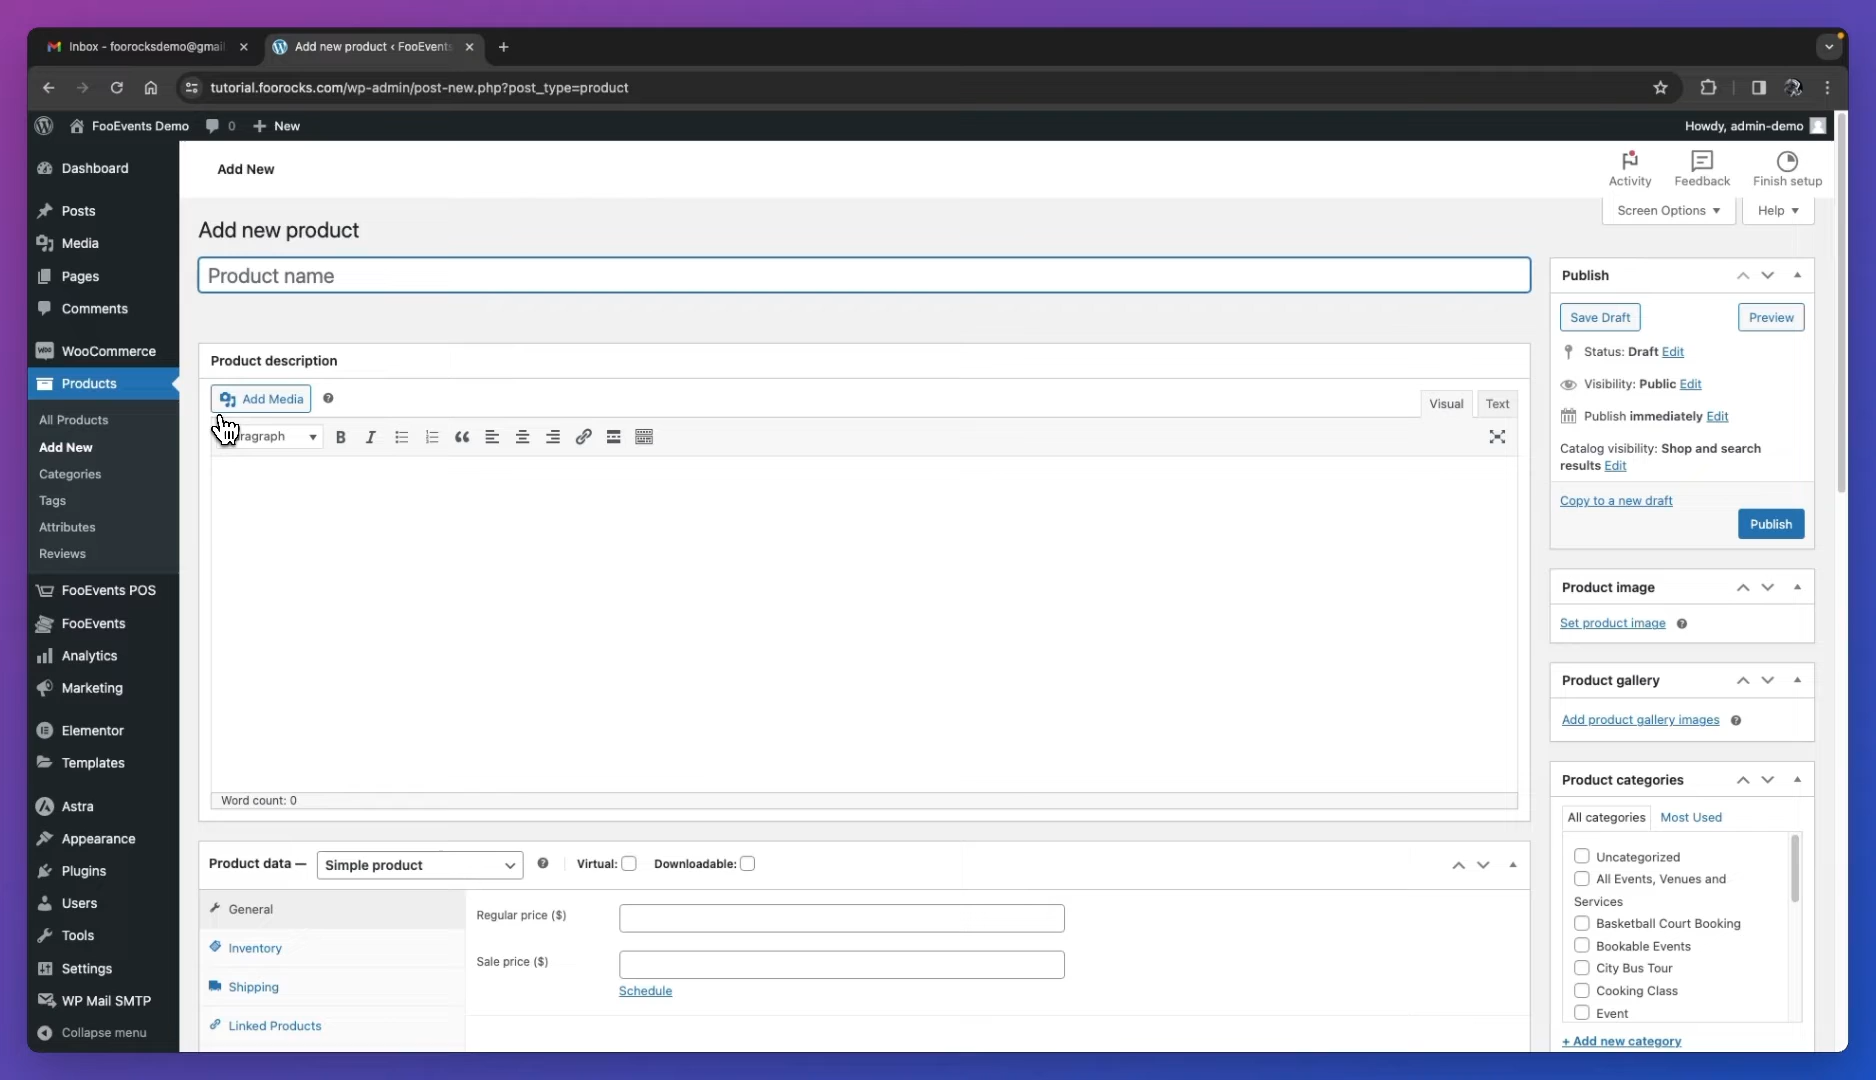 Inbox - foorocksdemo@gmail
Add new product ‹ FooEvents
tutorial.foorocks.com/wp-admin/post-new.php?post_type=product
FooEvents Demo
0
New
Howdy, admin-demo
Dashboard
Posts
Media
Pages
Comments
WooCommerce
Products
All Products
Add New
Categories
Tags
Attributes
Reviews
FooEvents POS
FooEvents
Analytics
Marketing
Elementor
Templates
Astra
Appearance
Plugins
Users
Tools
Settings
WP Mail SMTP
Collapse menu
Add New
Activity
Feedback
Finish setup
Screen Options
Help
Add new product
Product name
Product description
Add Media
Visual
Text
Word count: 0
Product data —
Simple product
Virtual:
Downloadable:
General
Inventory
Shipping
Linked Products
Regular price ($)
Sale price ($)
Schedule
Publish
Save Draft
Preview
Status: Draft Edit
Visibility: Public Edit
Publish immediately Edit
Catalog visibility: Shop and search
results Edit
Copy to a new draft
Publish
Product image
Set product image
Product gallery
Add product gallery images
Product categories
All categories
Most Used
Uncategorized
All Events, Venues and
Services
Basketball Court Booking
Bookable Events
City Bus Tour
Cooking Class
Event
+ Add new category